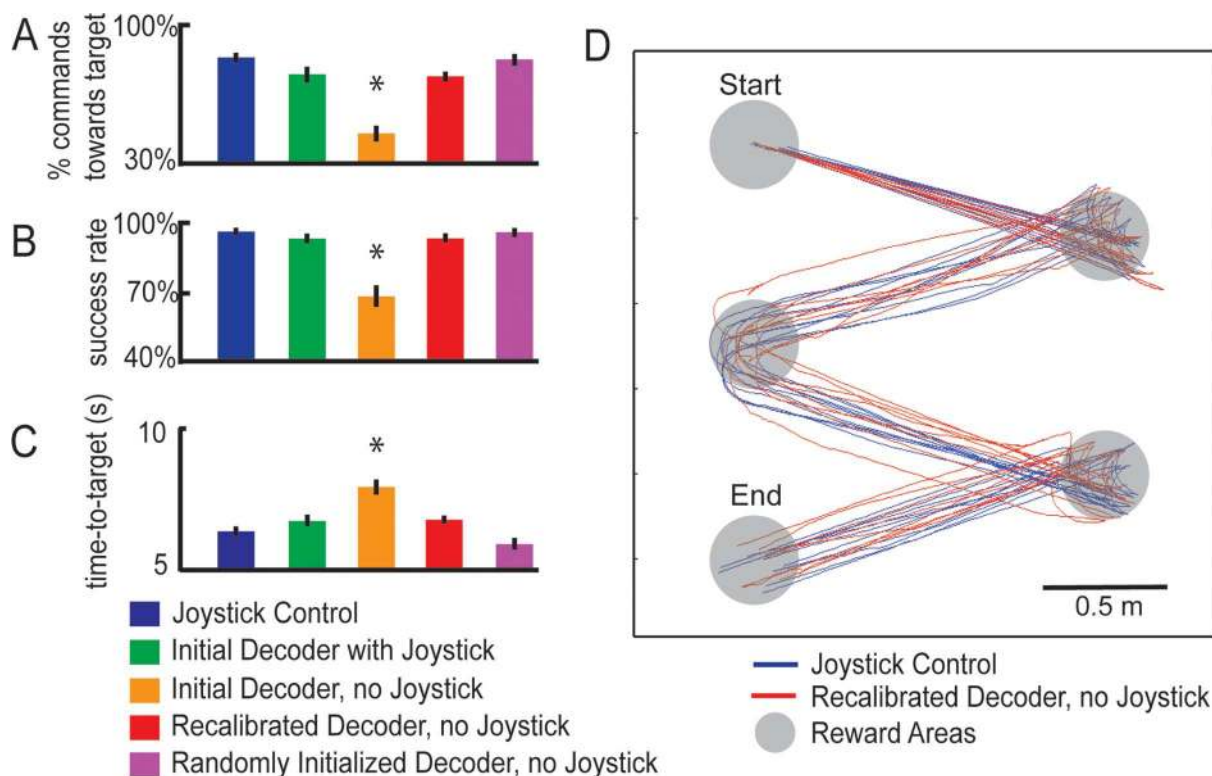 A
% commands
towards target
100%
30%
*
B
success rate
100%
70%
40%
*
C
time-to-target (s)
10
5
*
Joystick Control
Initial Decoder with Joystick
Initial Decoder, no Joystick
Recalibrated Decoder, no Joystick
Randomly Initialized Decoder, no Joystick
D
Start
End
0.5 m
Joystick Control
Recalibrated Decoder, no Joystick
Reward Areas